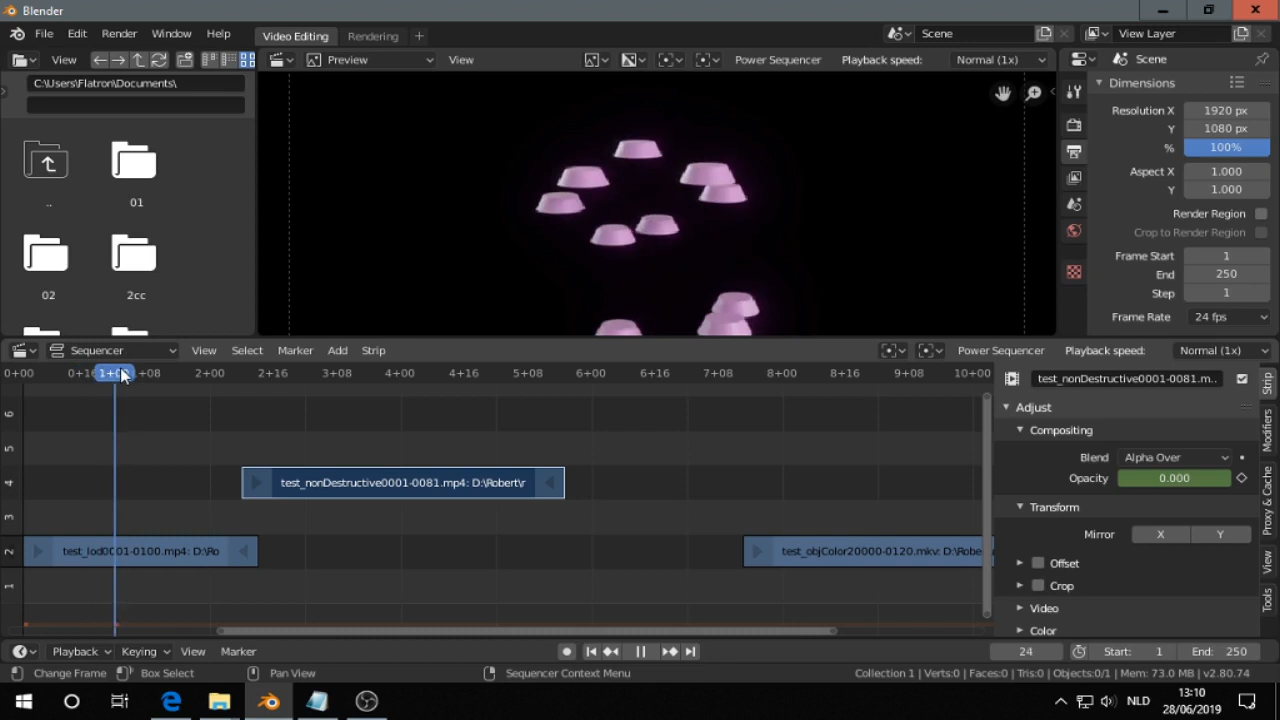 Blender
File Edit Render Window Help
Video Editing Rendering +
Scene
View Layer
View
Preview
View
Power Sequencer
Playback speed:
Normal (1x)
Scene
C:\Users\Flatron\Documents\
..
01
02
2cc
Dimensions
Resolution X 1920 px
Y 1080 px
% 100%
Aspect X 1.000
Y 1.000
Render Region
Crop to Render Region
Frame Start 1
End 250
Step 1
Frame Rate 24 fps
Sequencer View Select Marker Add Strip
Power Sequencer Playback speed: Normal (1x)
0+00 0+16 2+00 2+16 3+08 4+00 4+16 5+08 6+00 6+16 7+08 8+00 8+16 9+08 10+00
6
5
4
3
2
1
test_nonDestructive0001-0081.mp4: D:\Robert\r
test_lod0001-0100.mp4: D:\Ro
test_objColor20000-0120.mkv: D:\Robe
test_nonDestructive0001-0081.m..
Adjust
Compositing
Blend Alpha Over
Opacity 0.000
Transform
Mirror X Y
Offset
Crop
Video
Color
Strip
Modifiers
Proxy & Cache
View
Tools
Playback Keying View Marker
24 Start: 1 End: 250
Change Frame Box Select Pan View Sequencer Context Menu
Collection 1 | Verts:0 | Faces:0 | Tris:0 | Objects:0/1 | Mem: 73.0 MB | v2.80.74
NLD
13:10
28/06/2019